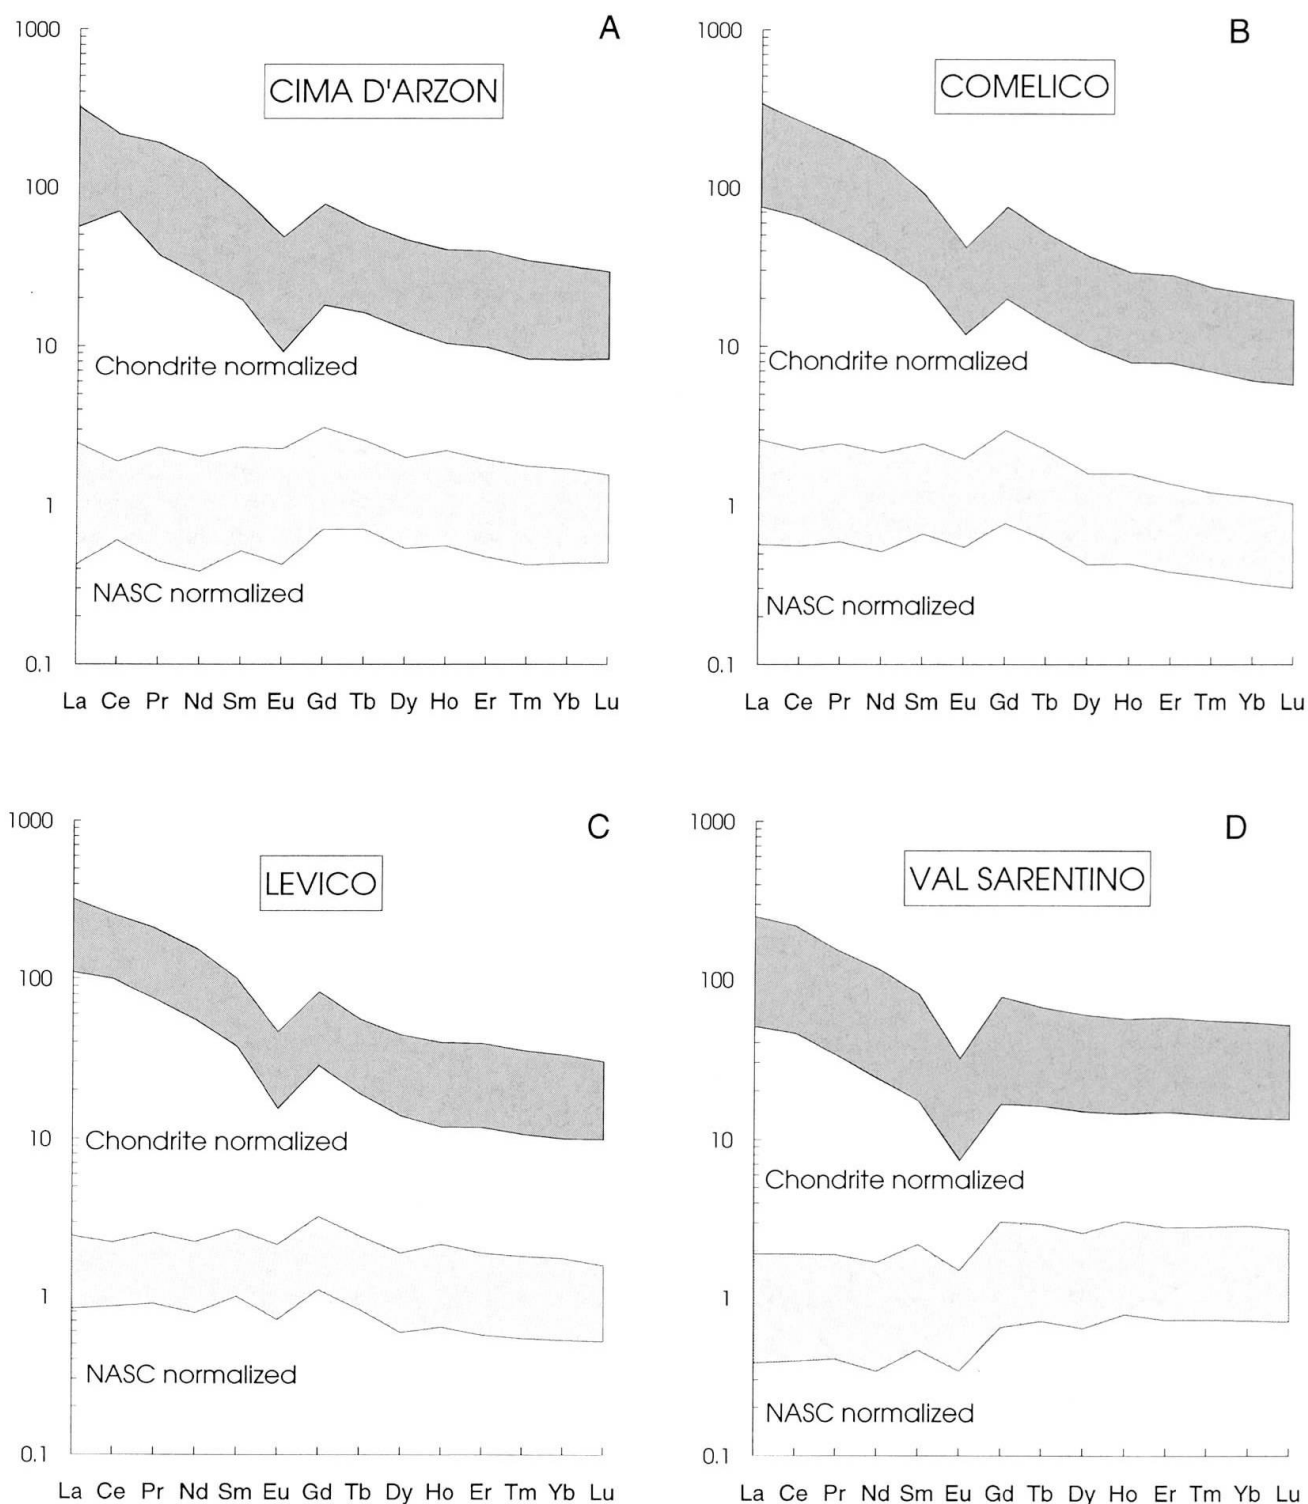 A
CIMA D'ARZON
1000
100
10
1
0.1
Chondrite normalized
NASC normalized
La Ce Pr Nd Sm Eu Gd Tb Dy Ho Er Tm Yb Lu
B
COMELICO
1000
100
10
1
0.1
Chondrite normalized
NASC normalized
La Ce Pr Nd Sm Eu Gd Tb Dy Ho Er Tm Yb Lu
C
LEVICO
1000
100
10
1
0.1
Chondrite normalized
NASC normalized
La Ce Pr Nd Sm Eu Gd Tb Dy Ho Er Tm Yb Lu
D
VAL SARENTINO
1000
100
10
1
0.1
Chondrite normalized
NASC normalized
La Ce Pr Nd Sm Eu Gd Tb Dy Ho Er Tm Yb Lu